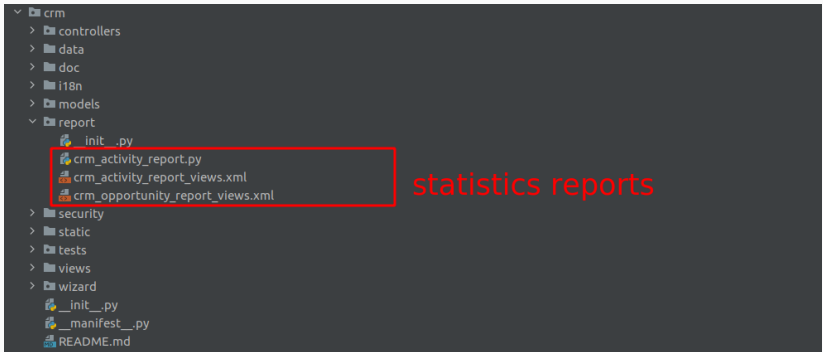 crm
controllers
data
doc
i18n
models
report
__init__.py
crm_activity_report.py
crm_activity_report_views.xml
crm_opportunity_report_views.xml
statistics reports
security
static
tests
views
wizard
__init__.py
__manifest__.py
README.md